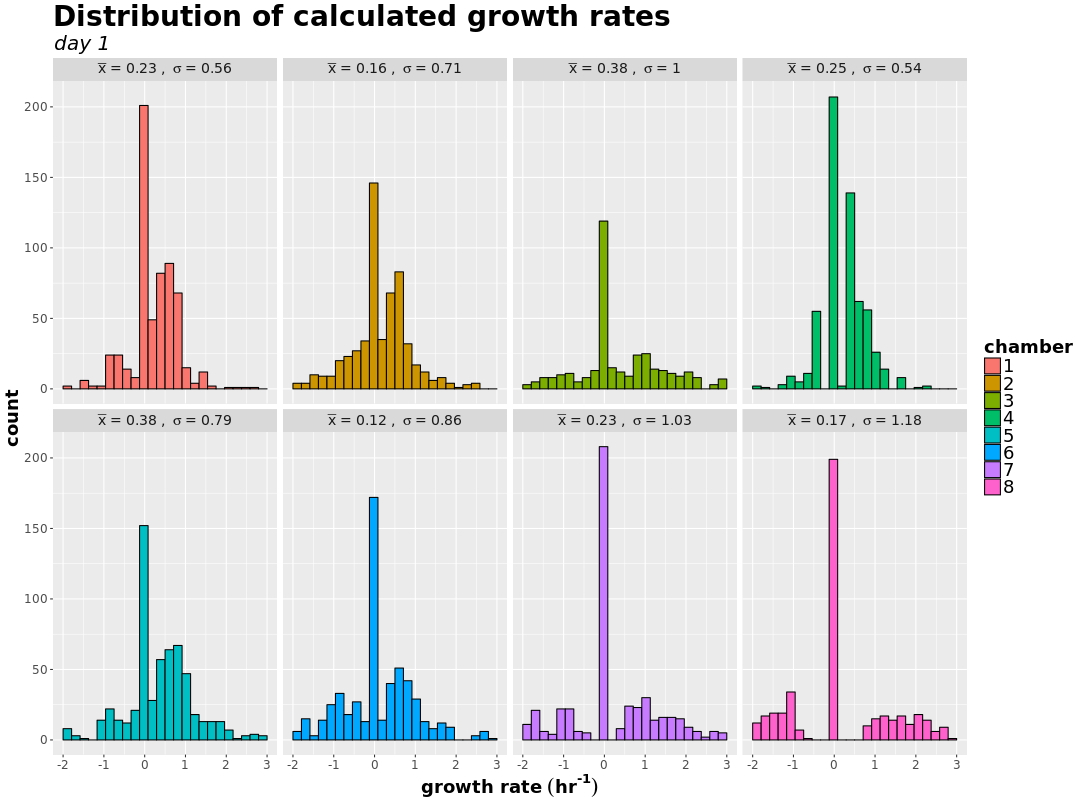 Distribution of calculated growth rates
day 1
x̅ = 0.23 ,  σ = 0.56
x̅ = 0.16 ,  σ = 0.71
x̅ = 0.38 ,  σ = 1
x̅ = 0.25 ,  σ = 0.54
200
150
100
50
0
x̅ = 0.38 ,  σ = 0.79
x̅ = 0.12 ,  σ = 0.86
x̅ = 0.23 ,  σ = 1.03
x̅ = 0.17 ,  σ = 1.18
200
150
100
50
0
-2 -1 0 1 2 3
-2 -1 0 1 2 3
-2 -1 0 1 2 3
-2 -1 0 1 2 3
count
growth rate (hr⁻¹)
chamber
1
2
3
4
5
6
7
8